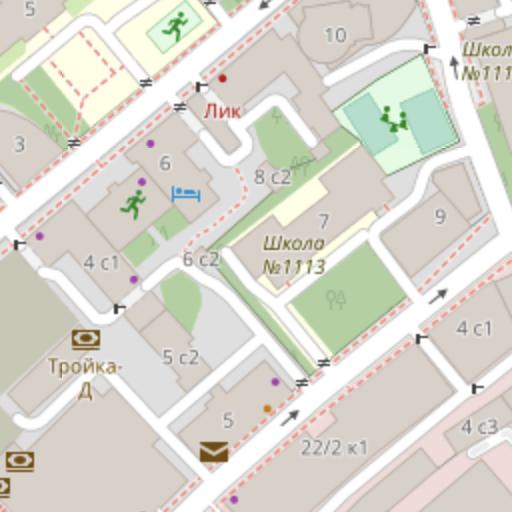 5
10
Школ
№111
Лик
3
6
8 с2
7
9
Школа
№1113
4 с1
6 с2
4 с1
Тройка-
Д
5 с2
5
4 с3
22/2 к1